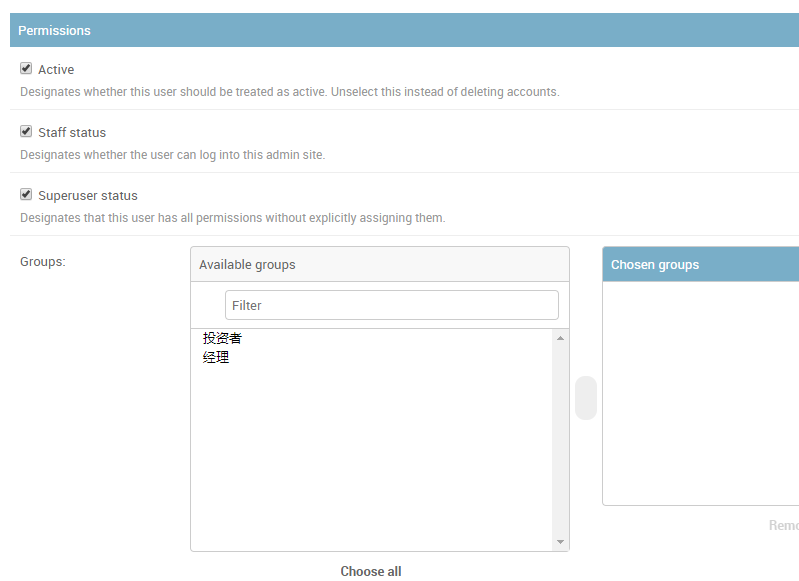 Permissions
Active
Designates whether this user should be treated as active. Unselect this instead of deleting accounts.
Staff status
Designates whether the user can log into this admin site.
Superuser status
Designates that this user has all permissions without explicitly assigning them.
Groups:
Available groups
Chosen groups
Filter
投资者
经理
Remo
Choose all